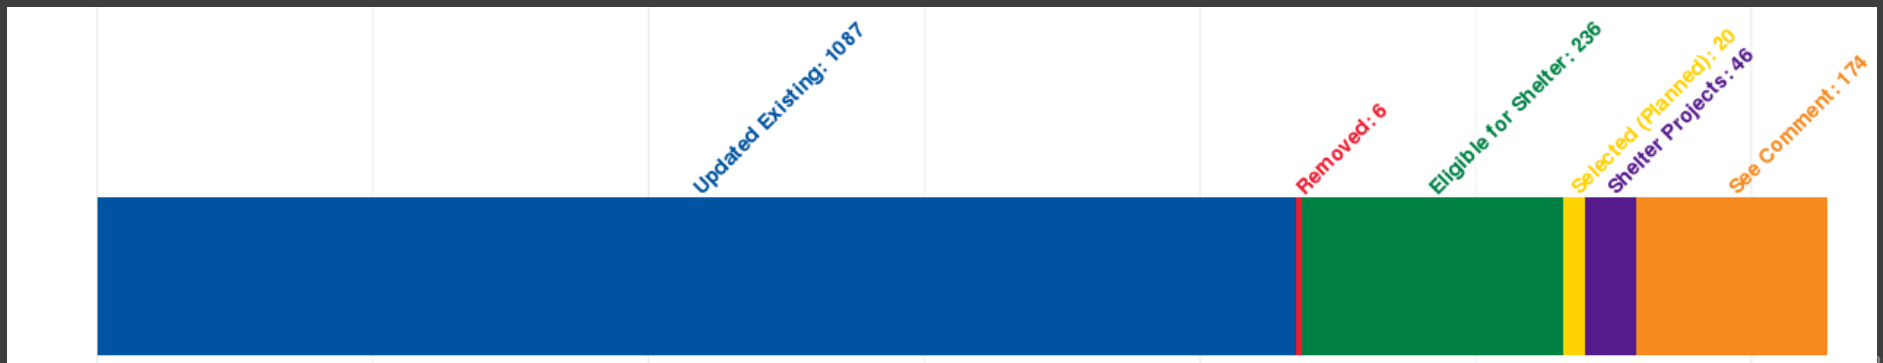 Updated Existing: 1087
Removed: 6
Eligible for Shelter: 236
Selected (Planned): 20
Shelter Projects: 46
See Comment: 174